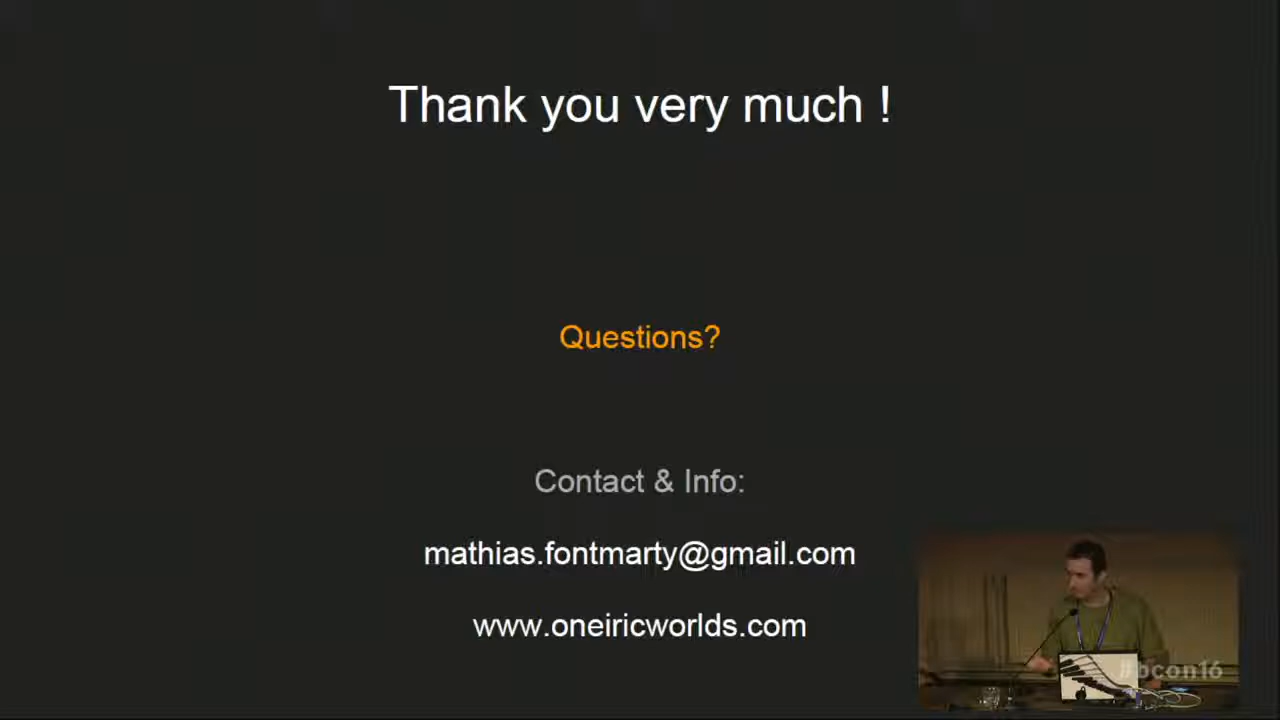 Thank you very much !
Questions?
Contact & Info:
mathias.fontmarty@gmail.com
www.oneiricworlds.com
#bcon16